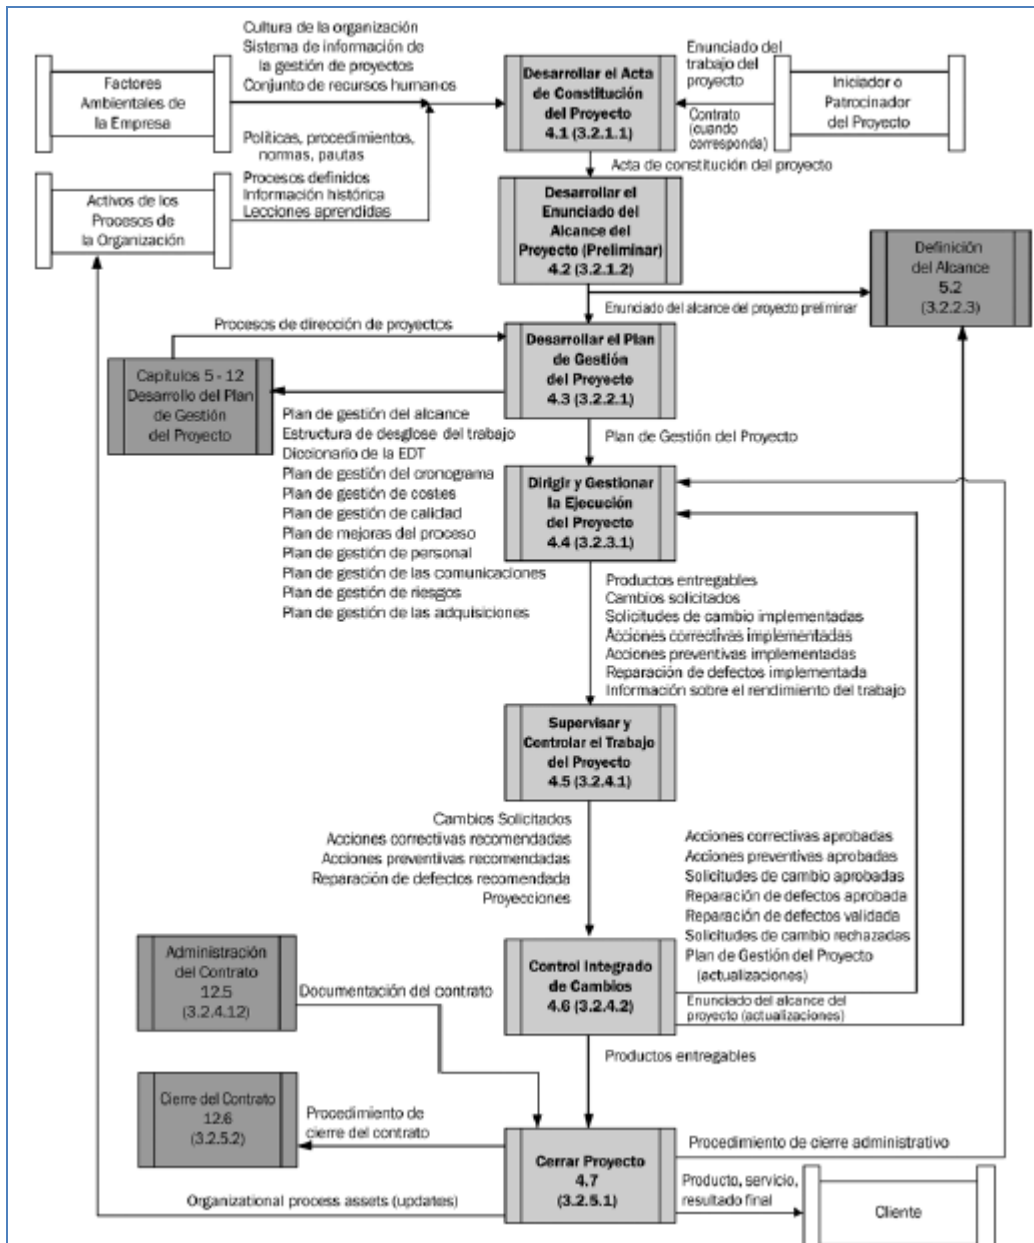 Cultura de la organización
Sistema de información de
la gestión de proyectos
Conjunto de recursos humanos
Factores
Ambientales de
la Empresa
Desarrollar el Acta
de Constitución
del Proyecto
4.1 (3.2.1.1)
Enunciado del
trabajo del
proyecto
Contrato
(cuando
corresponda)
Iniciador o
Patrocinador
del Proyecto
Políticas, procedimientos,
normas, pautas
Procesos definidos
Información histórica
Lecciones aprendidas
Activos de los
Procesos de
la Organización
Acta de constitución del proyecto
Desarrollar el
Enunciado del
Alcance del
Proyecto (Preliminar)
4.2 (3.2.1.2)
Definición
del Alcance
5.2
(3.2.2.3)
Enunciado del alcance del proyecto preliminar
Procesos de dirección de proyectos
Desarrollar el Plan
de Gestión
del Proyecto
4.3 (3.2.2.1)
Capítulos 5 - 12
Desarrollo del Plan
de Gestión
del Proyecto
Plan de gestión del alcance
Estructura de desglose del trabajo
Diccionario de la EDT
Plan de gestión del cronograma
Plan de gestión de costes
Plan de gestión de calidad
Plan de mejoras del proceso
Plan de gestión de personal
Plan de gestión de las comunicaciones
Plan de gestión de riesgos
Plan de gestión de las adquisiciones
Plan de Gestión del Proyecto
Dirigir y Gestionar
la Ejecución
del Proyecto
4.4 (3.2.3.1)
Productos entregables
Cambios solicitados
Solicitudes de cambio implementadas
Acciones correctivas implementadas
Acciones preventivas implementadas
Reparación de defectos implementada
Información sobre el rendimiento del trabajo
Supervisar y
Controlar el Trabajo
del Proyecto
4.5 (3.2.4.1)
Cambios Solicitados
Acciones correctivas recomendadas
Acciones preventivas recomendadas
Reparación de defectos recomendada
Proyecciones
Acciones correctivas aprobadas
Acciones preventivas aprobadas
Solicitudes de cambio aprobadas
Reparación de defectos aprobada
Reparación de defectos validada
Solicitudes de cambio rechazadas
Plan de Gestión del Proyecto
(actualizaciones)
Enunciado del alcance del
proyecto (actualizaciones)
Control Integrado
de Cambios
4.6 (3.2.4.2)
Administración
del Contrato
12.5
(3.2.4.12)
Documentación del contrato
Productos entregables
Cierre del Contrato
12.6
(3.2.5.2)
Procedimiento de
cierre del contrato
Cerrar Proyecto
4.7
(3.2.5.1)
Procedimiento de cierre administrativo
Producto, servicio,
resultado final
Cliente
Organizational process assets (updates)